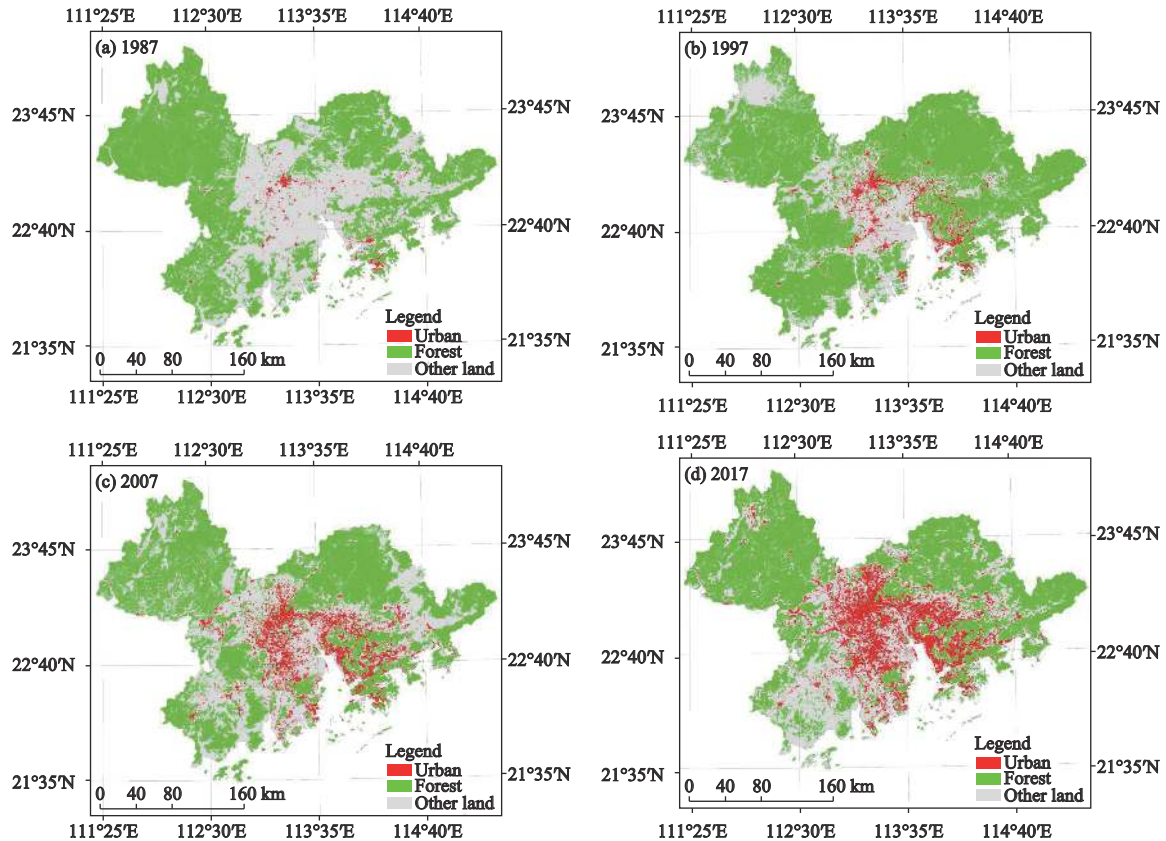 111°25′E 112°30′E 113°35′E 114°40′E
(a) 1987
23°45′N 23°45′N
22°40′N 22°40′N
21°35′N 21°35′N
Legend
Urban
Forest
Other land
0 40 80 160 km
111°25′E 112°30′E 113°35′E 114°40′E
111°25′E 112°30′E 113°35′E 114°40′E
(b) 1997
23°45′N 23°45′N
22°40′N 22°40′N
21°35′N 21°35′N
Legend
Urban
Forest
Other land
0 40 80 160 km
111°25′E 112°30′E 113°35′E 114°40′E
111°25′E 112°30′E 113°35′E 114°40′E
(c) 2007
23°45′N 23°45′N
22°40′N 22°40′N
21°35′N 21°35′N
Legend
Urban
Forest
Other land
0 40 80 160 km
111°25′E 112°30′E 113°35′E 114°40′E
111°25′E 112°30′E 113°35′E 114°40′E
(d) 2017
23°45′N 23°45′N
22°40′N 22°40′N
21°35′N 21°35′N
Legend
Urban
Forest
Other land
0 40 80 160 km
111°25′E 112°30′E 113°35′E 114°40′E